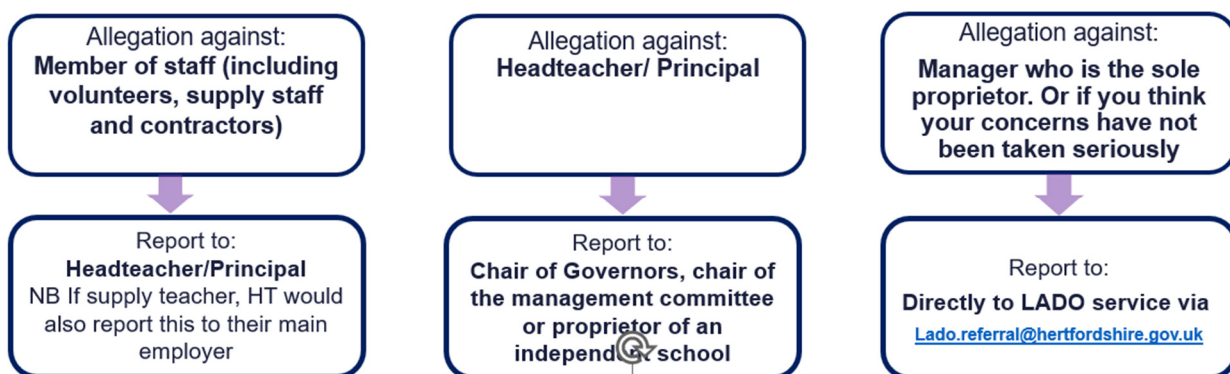 Allegation against:
Member of staff (including
volunteers, supply staff
and contractors)
Report to:
Headteacher/Principal
NB If supply teacher, HT would
also report this to their main
employer
Allegation against:
Headteacher/ Principal
Report to:
Chair of Governors, chair of
the management committee
or proprietor of an
independent school
Allegation against:
Manager who is the sole
proprietor. Or if you think
your concerns have not
been taken seriously
Report to:
Directly to LADO service via
Lado.referral@hertfordshire.gov.uk